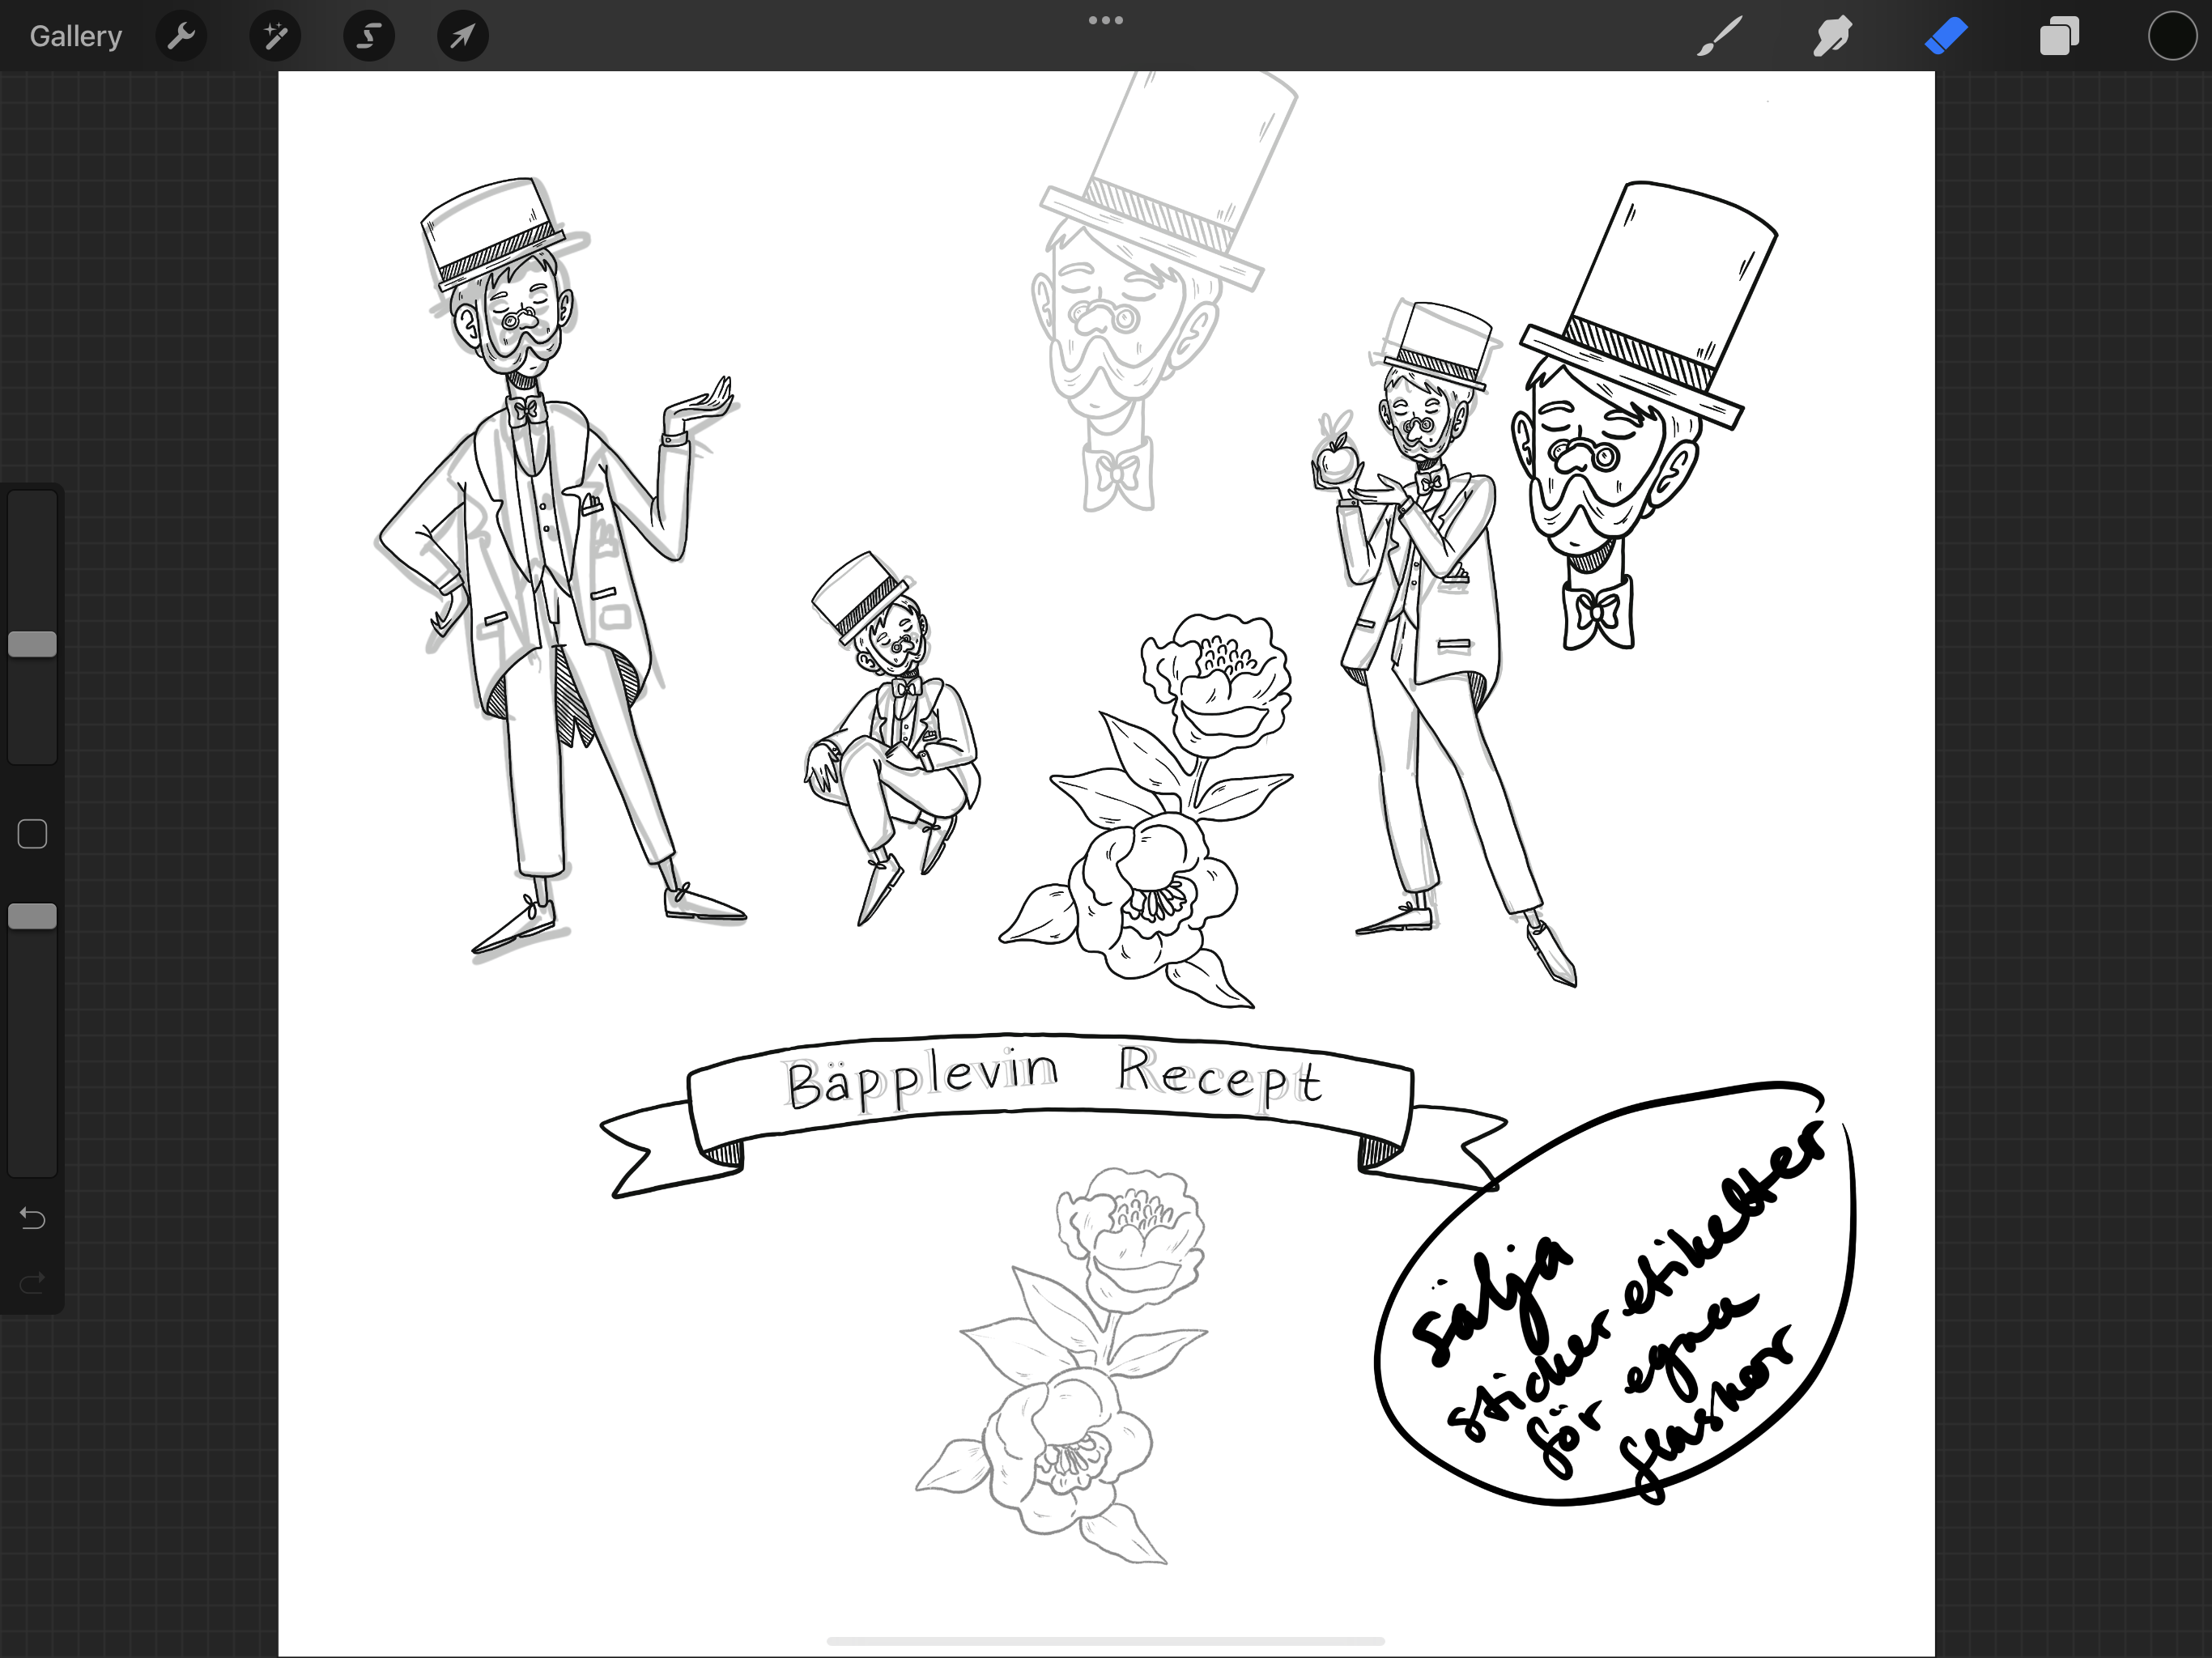 Gallery
Bäpplevin Recept
Sälja
sticker etiketter
för egna
flaskor